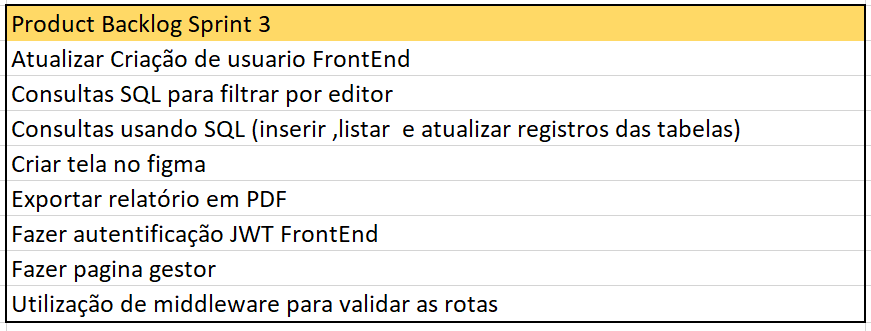 Product Backlog Sprint 3
Atualizar Criação de usuario FrontEnd
Consultas SQL para filtrar por editor
Consultas usando SQL (inserir ,listar  e atualizar registros das tabelas)
Criar tela no figma
Exportar relatório em PDF
Fazer autentificação JWT FrontEnd
Fazer pagina gestor
Utilização de middleware para validar as rotas